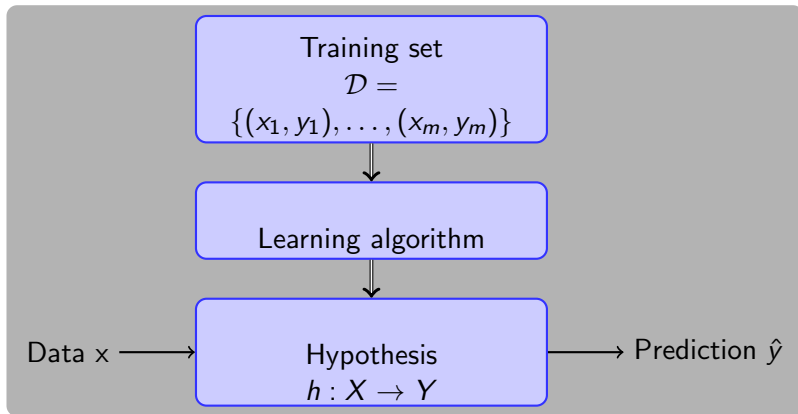 Training set
𝒟 =
{(x₁, y₁), . . . , (xₘ, yₘ)}
Learning algorithm
Data x
Hypothesis
h : X → Y
Prediction ŷ